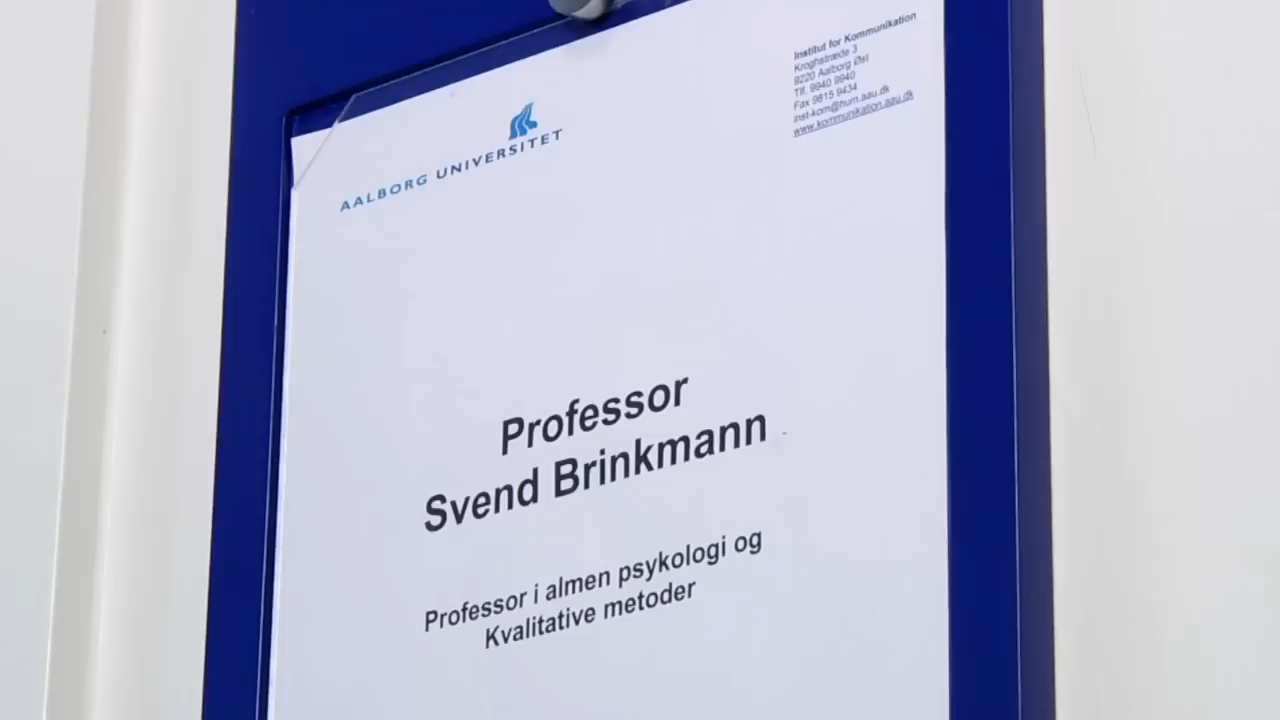 Institut for Kommunikation
Kroghstræde 3
9220 Aalborg Øst
Tlf. 9940 9940
Fax 9815 9434
inst-kom@hum.aau.dk
www.kommunikation.aau.dk
AALBORG UNIVERSITET
Professor
Svend Brinkmann
Professor i almen psykologi og
Kvalitative metoder